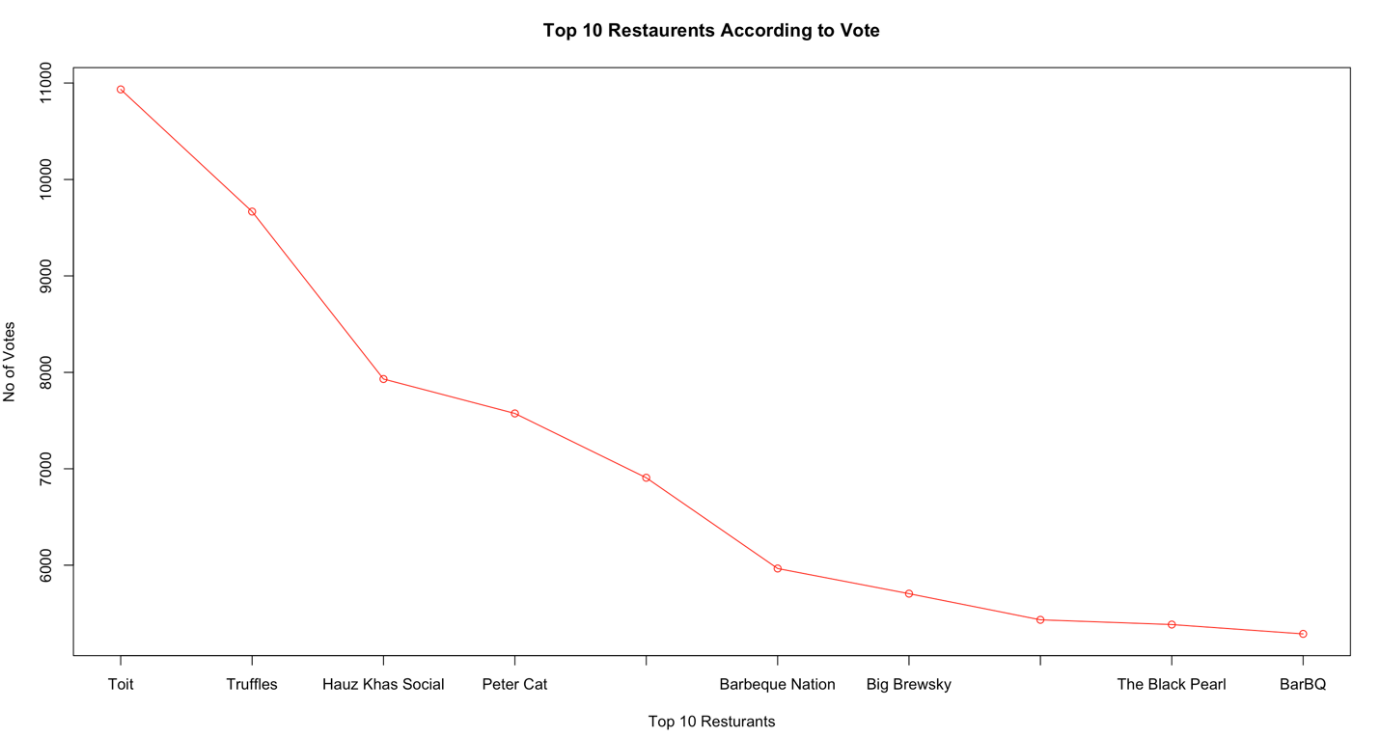 Top 10 Restaurents According to Vote
No of Votes
11000
10000
9000
8000
7000
6000
Toit Truffles Hauz Khas Social Peter Cat Barbeque Nation Big Brewsky The Black Pearl BarBQ
Top 10 Resturants